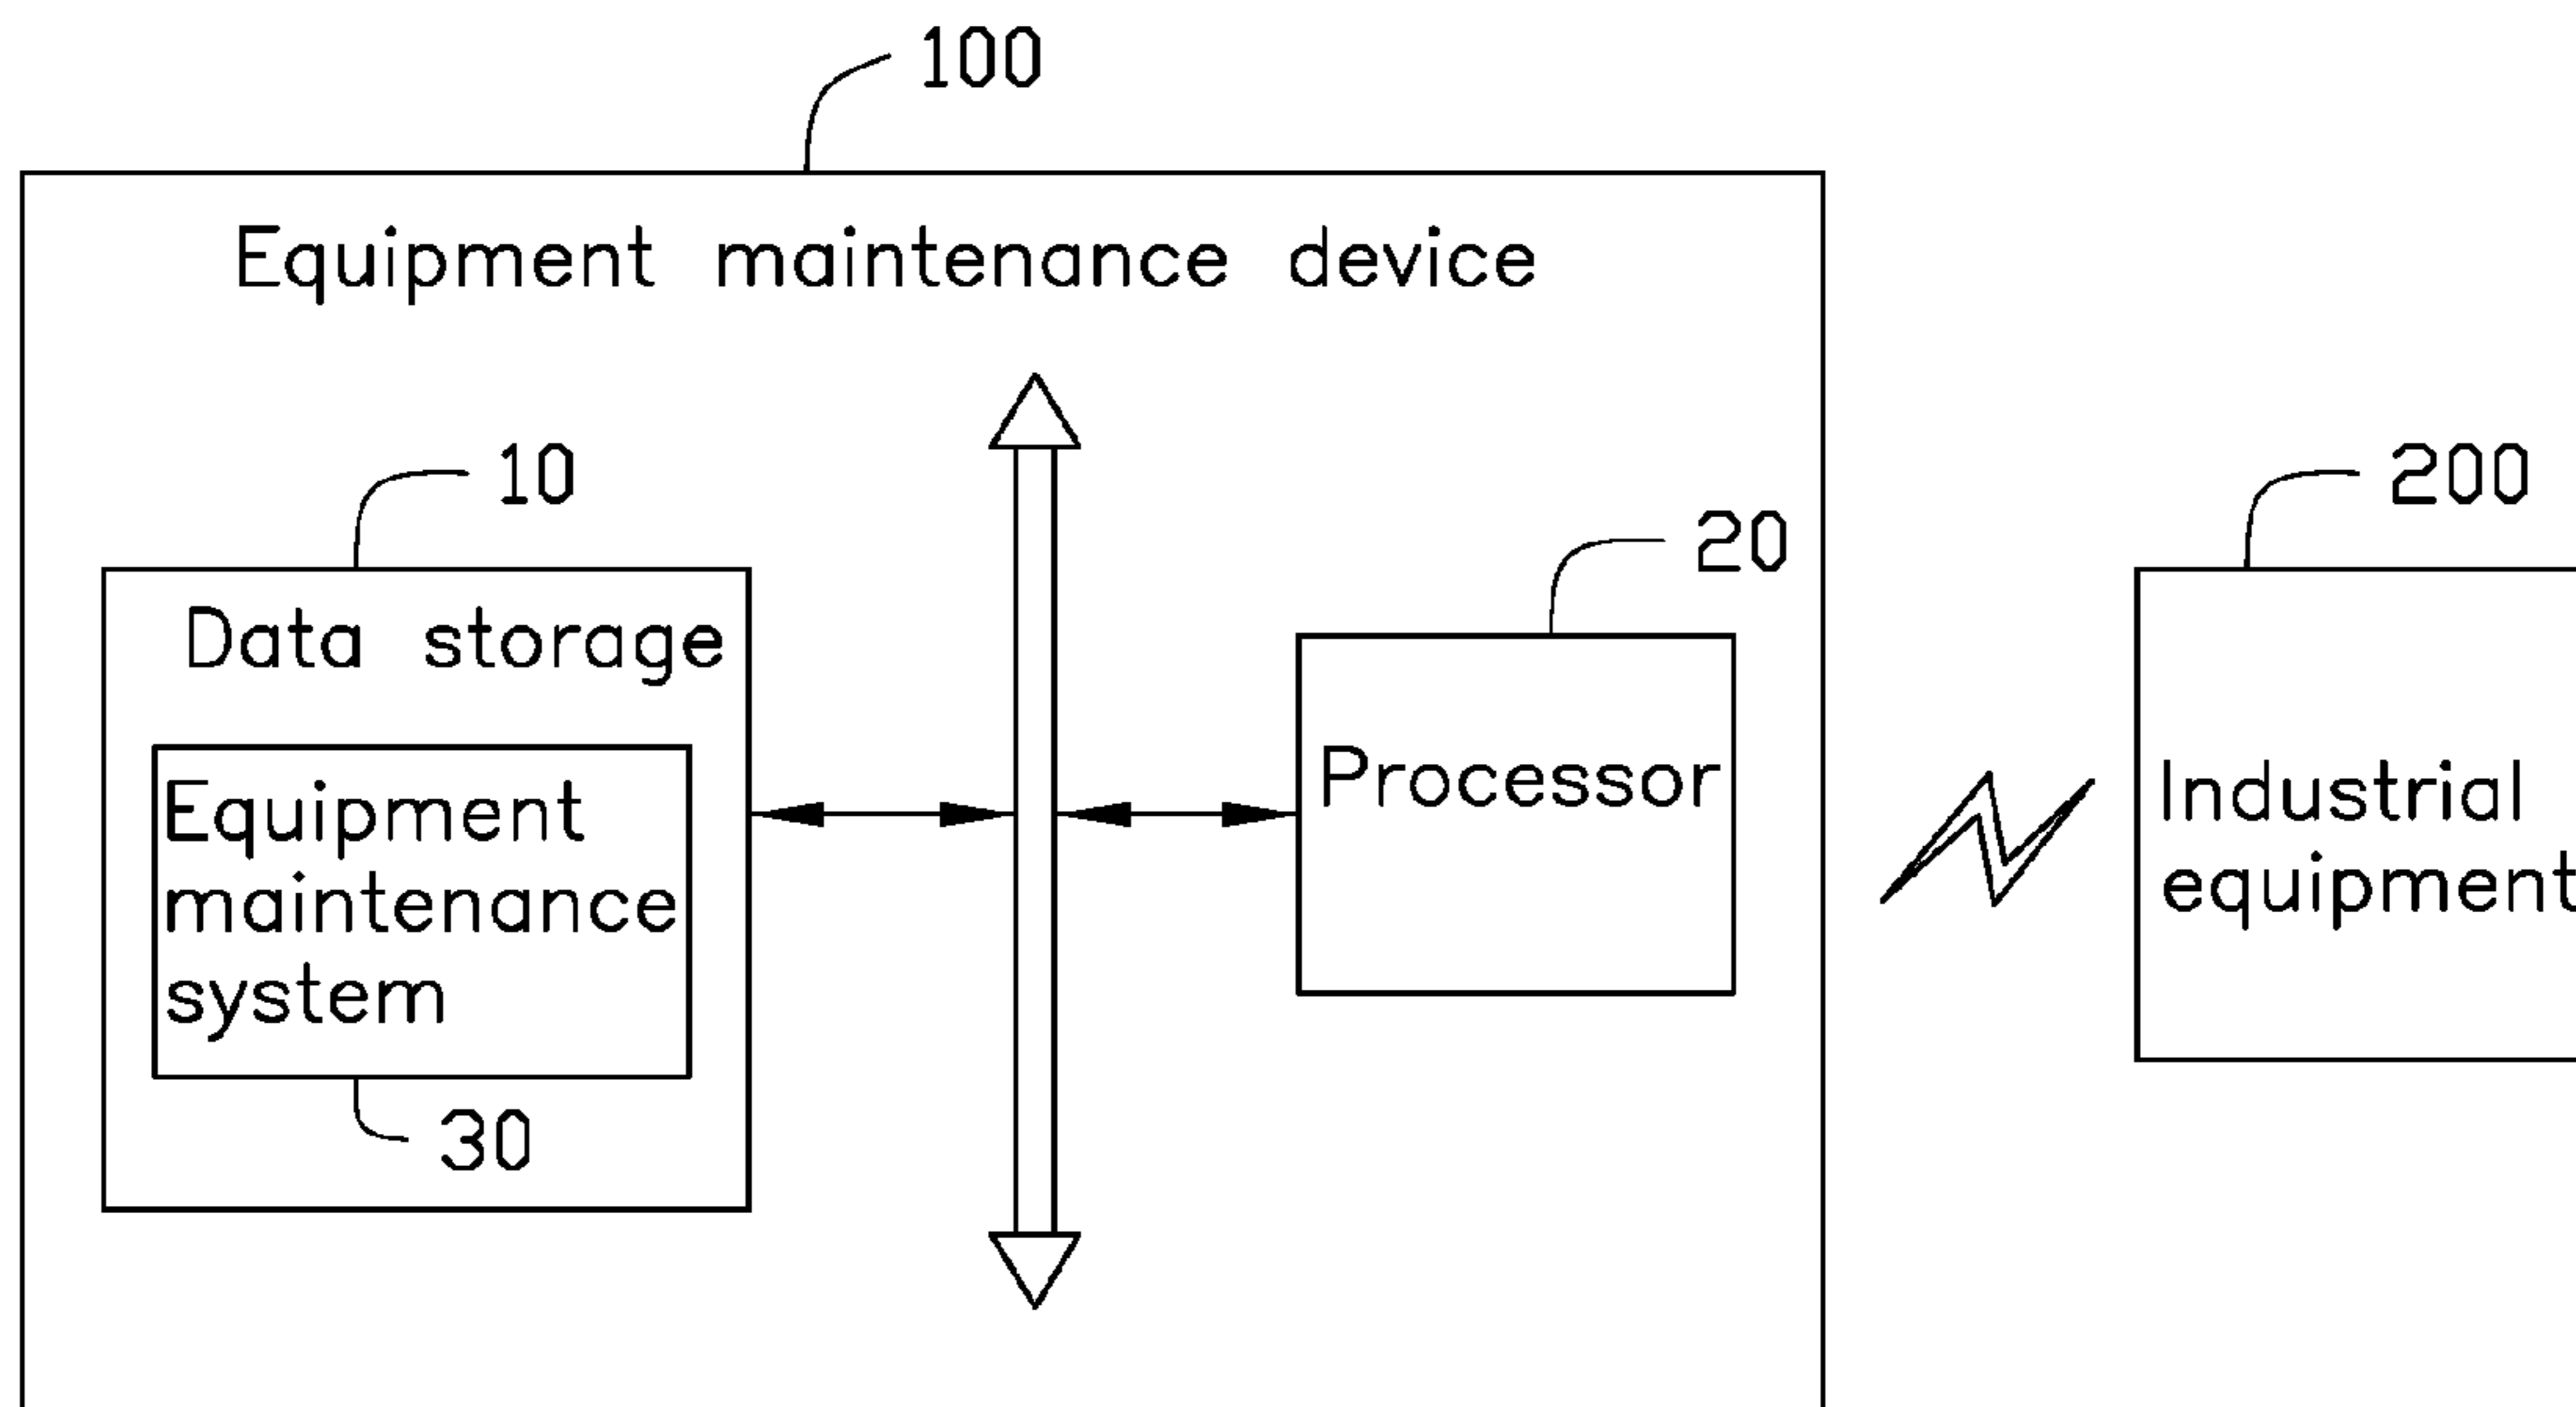 100
Equipment maintenance device
10
200
20
Data storage
Processor
Equipment
maintenance
system
Industrial
equipment
30